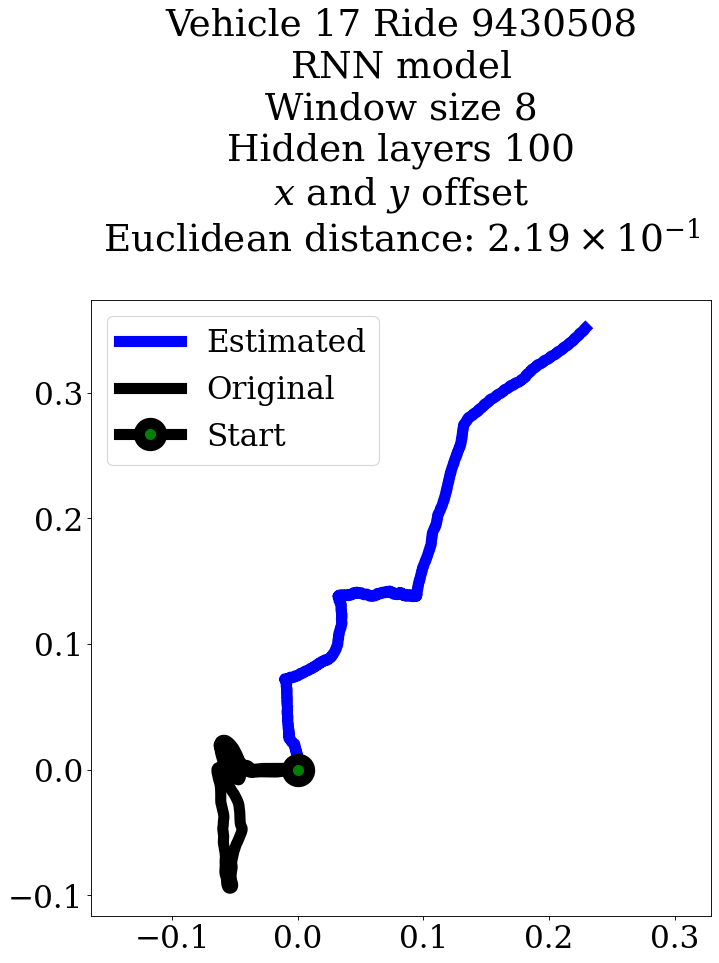 Vehicle 17 Ride 9430508
RNN model
Window size 8
Hidden layers 100
x and y offset
Euclidean distance: 2.19 × 10⁻¹
Estimated
Original
Start
0.3
0.2
0.1
0.0
−0.1
−0.1 0.0 0.1 0.2 0.3